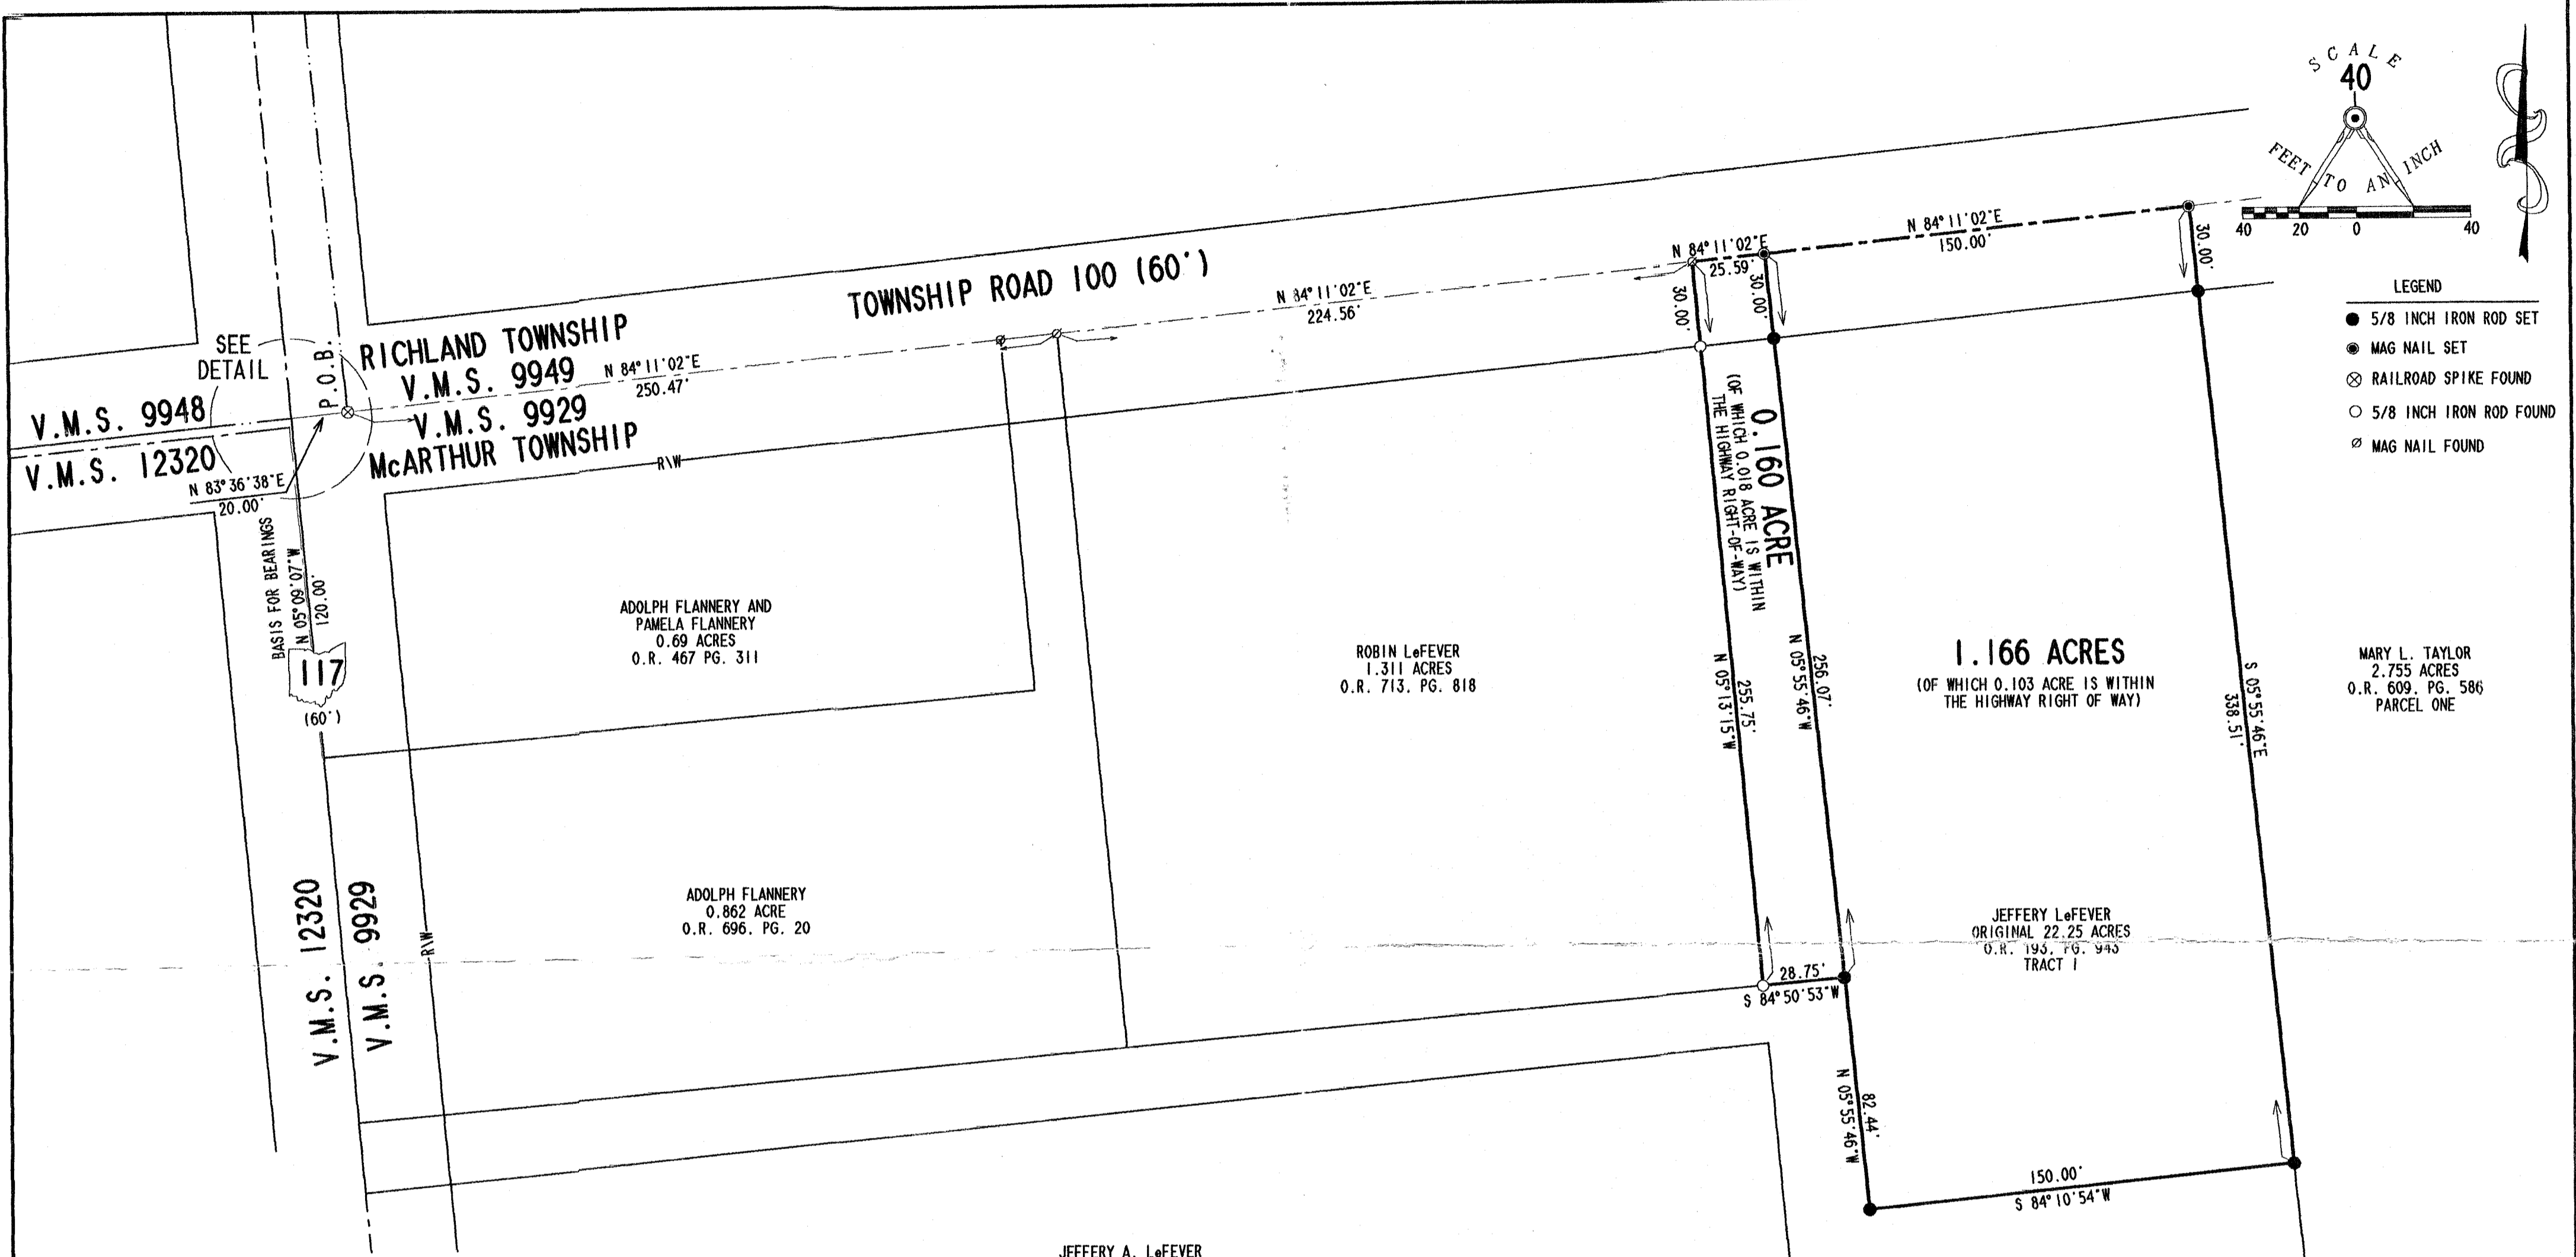 SCALE
40
FEET TO AN INCH
40 20 0 40
LEGEND
5/8 INCH IRON ROD SET
MAG NAIL SET
RAILROAD SPIKE FOUND
5/8 INCH IRON ROD FOUND
MAG NAIL FOUND
SEE
DETAIL
P.O.B.
RICHLAND TOWNSHIP
V.M.S. 9949
V.M.S. 9929
McARTHUR TOWNSHIP
V.M.S. 9948
V.M.S. 12320
N 83°36'38"E
20.00'
BASIS FOR BEARINGS
N 05°09'07"W
120.00'
117
(60')
N 84°11'02"E
250.47'
TOWNSHIP ROAD 100 (60')
N 84°11'02"E
224.56'
N 84°11'02"E
25.59'
N 84°11'02"E
150.00'
30.00'
30.00'
30.00'
R\W
ADOLPH FLANNERY AND
PAMELA FLANNERY
0.69 ACRES
O.R. 467 PG. 311
ROBIN LeFEVER
1.311 ACRES
O.R. 713, PG. 818
0.160 ACRE
(OF WHICH 0.018 ACRE IS WITHIN
THE HIGHWAY RIGHT-OF-WAY)
255.75'
N 05°13'15"W
256.07'
N 05°55'46"W
1.166 ACRES
(OF WHICH 0.103 ACRE IS WITHIN
THE HIGHWAY RIGHT OF WAY)
S 05°55'46"E
338.51'
MARY L. TAYLOR
2.755 ACRES
O.R. 609, PG. 586
PARCEL ONE
V.M.S. 12320
V.M.S. 9929
R\W
ADOLPH FLANNERY
0.862 ACRE
O.R. 696, PG. 20
JEFFERY LeFEVER
ORIGINAL 22.25 ACRES
O.R. 193, PG. 943
TRACT 1
28.75'
S 84°50'53"W
82.44'
N 05°55'46"W
150.00'
S 84°10'54"W
JEFFERY A. LeFEVER